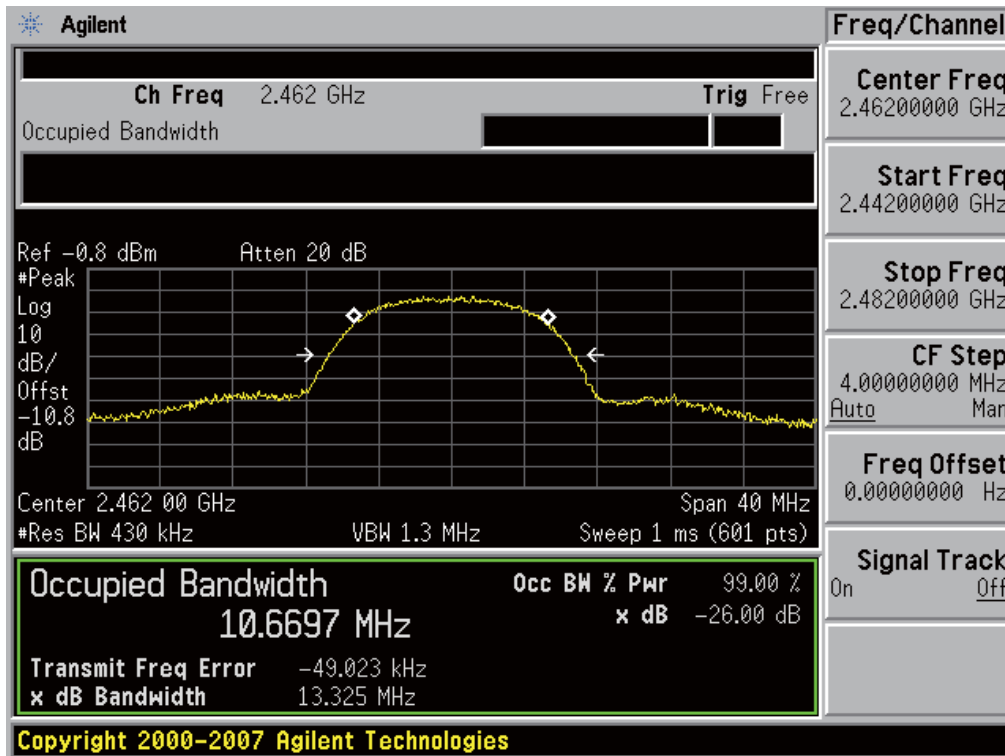 Agilent
Freq/Channel
Ch Freq 2.462 GHz Trig Free
Occupied Bandwidth
Center Freq
2.46200000 GHz
Start Freq
2.44200000 GHz
Stop Freq
2.48200000 GHz
CF Step
4.00000000 MHz
Auto Man
Freq Offset
0.00000000 Hz
Signal Track
On Off
Ref -0.8 dBm Atten 20 dB
#Peak
Log
10
dB/
Offst
-10.8
dB
Center 2.462 00 GHz Span 40 MHz
#Res BW 430 kHz VBW 1.3 MHz Sweep 1 ms (601 pts)
Occupied Bandwidth
10.6697 MHz
Occ BW % Pwr 99.00 %
x dB -26.00 dB
Transmit Freq Error -49.023 kHz
x dB Bandwidth 13.325 MHz
Copyright 2000-2007 Agilent Technologies